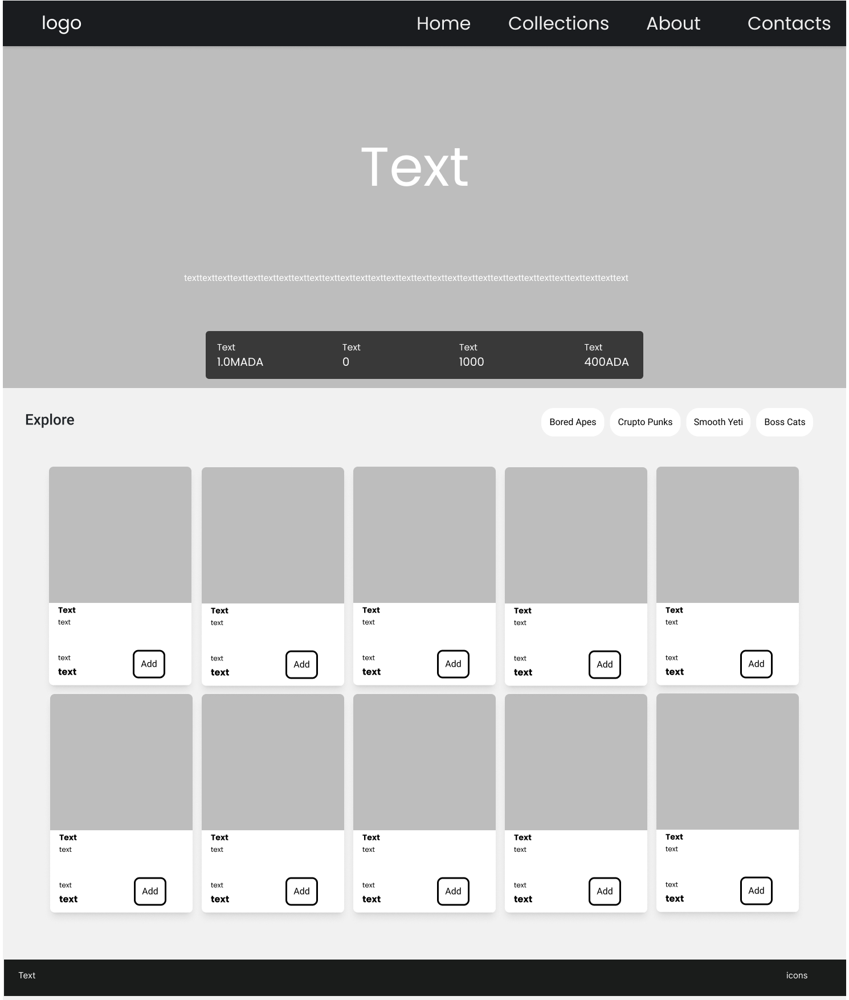 logo Home Collections About Contacts
Text
texttexttexttexttexttexttexttexttexttexttexttexttexttexttexttexttexttexttexttexttexttexttexttexttexttexttexttexttext
Text Text Text Text
1.0MADA 0 1000 400ADA
Explore Bored Apes Crupto Punks Smooth Yeti Boss Cats
Text Text Text Text Text
text text text text text
text text text text text
Add Add Add Add Add
text text text text text
Text Text Text Text Text
text text text text text
text text text text text
Add Add Add Add Add
text text text text text
Text icons